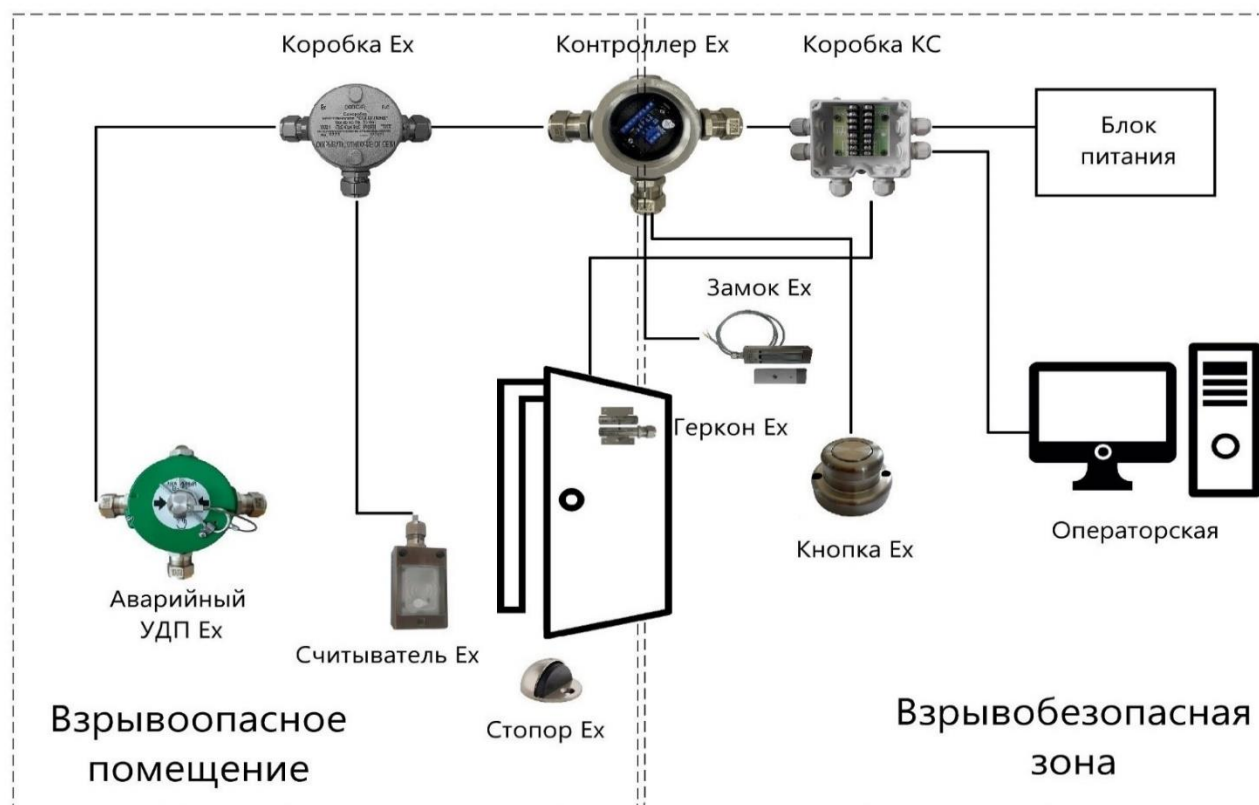 Коробка Ex
Контроллер Ex
Коробка КС
Блок
питания
Замок Ex
Геркон Ex
Кнопка Ex
Операторская
Аварийный
УДП Ex
Считыватель Ex
Стопор Ex
Взрывоопасное
помещение
Взрывобезопасная
зона